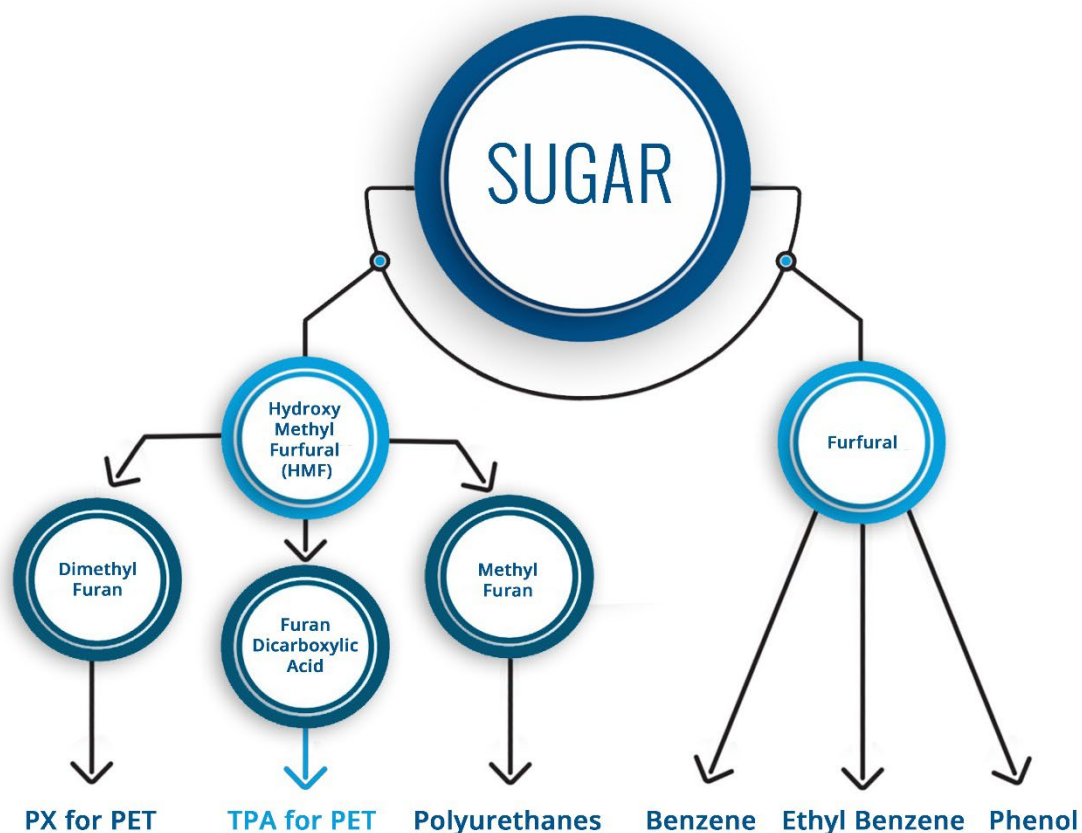 SUGAR
Hydroxy
Methyl
Furfural
(HMF)
Furfural
Dimethyl
Furan
Furan
Dicarboxylic
Acid
Methyl
Furan
PX for PET
TPA for PET
Polyurethanes
Benzene
Ethyl Benzene
Phenol